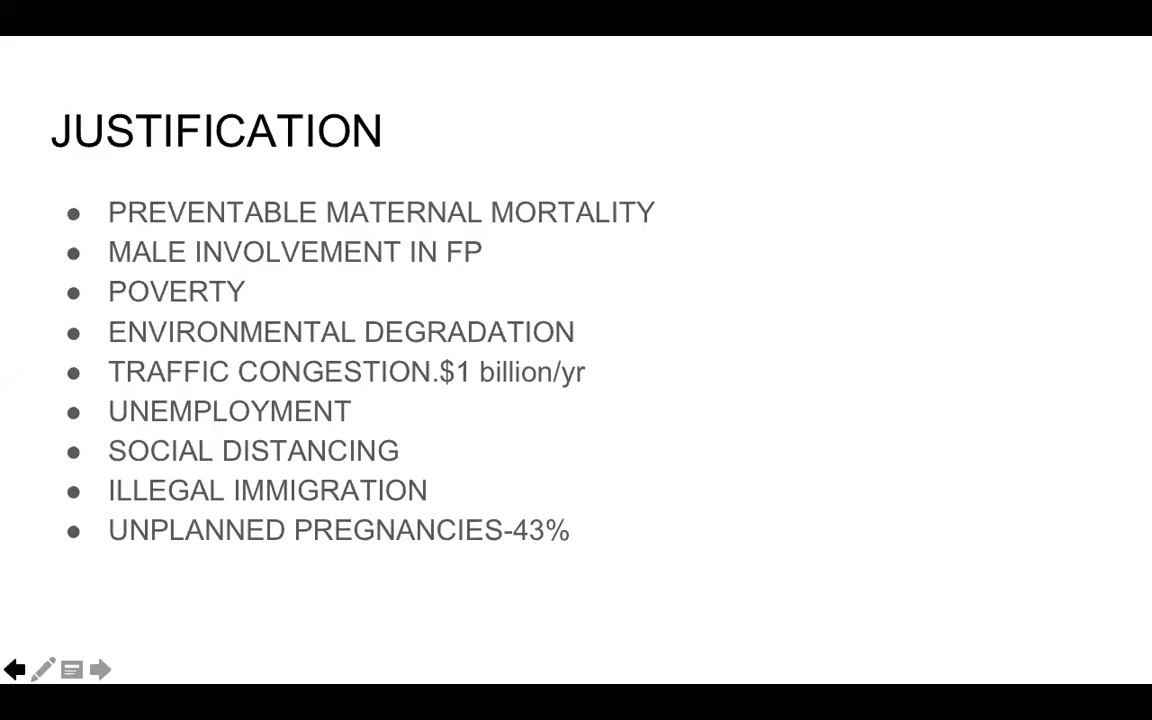 JUSTIFICATION
● PREVENTABLE MATERNAL MORTALITY
● MALE INVOLVEMENT IN FP
● POVERTY
● ENVIRONMENTAL DEGRADATION
● TRAFFIC CONGESTION.$1 billion/yr
● UNEMPLOYMENT
● SOCIAL DISTANCING
● ILLEGAL IMMIGRATION
● UNPLANNED PREGNANCIES-43%